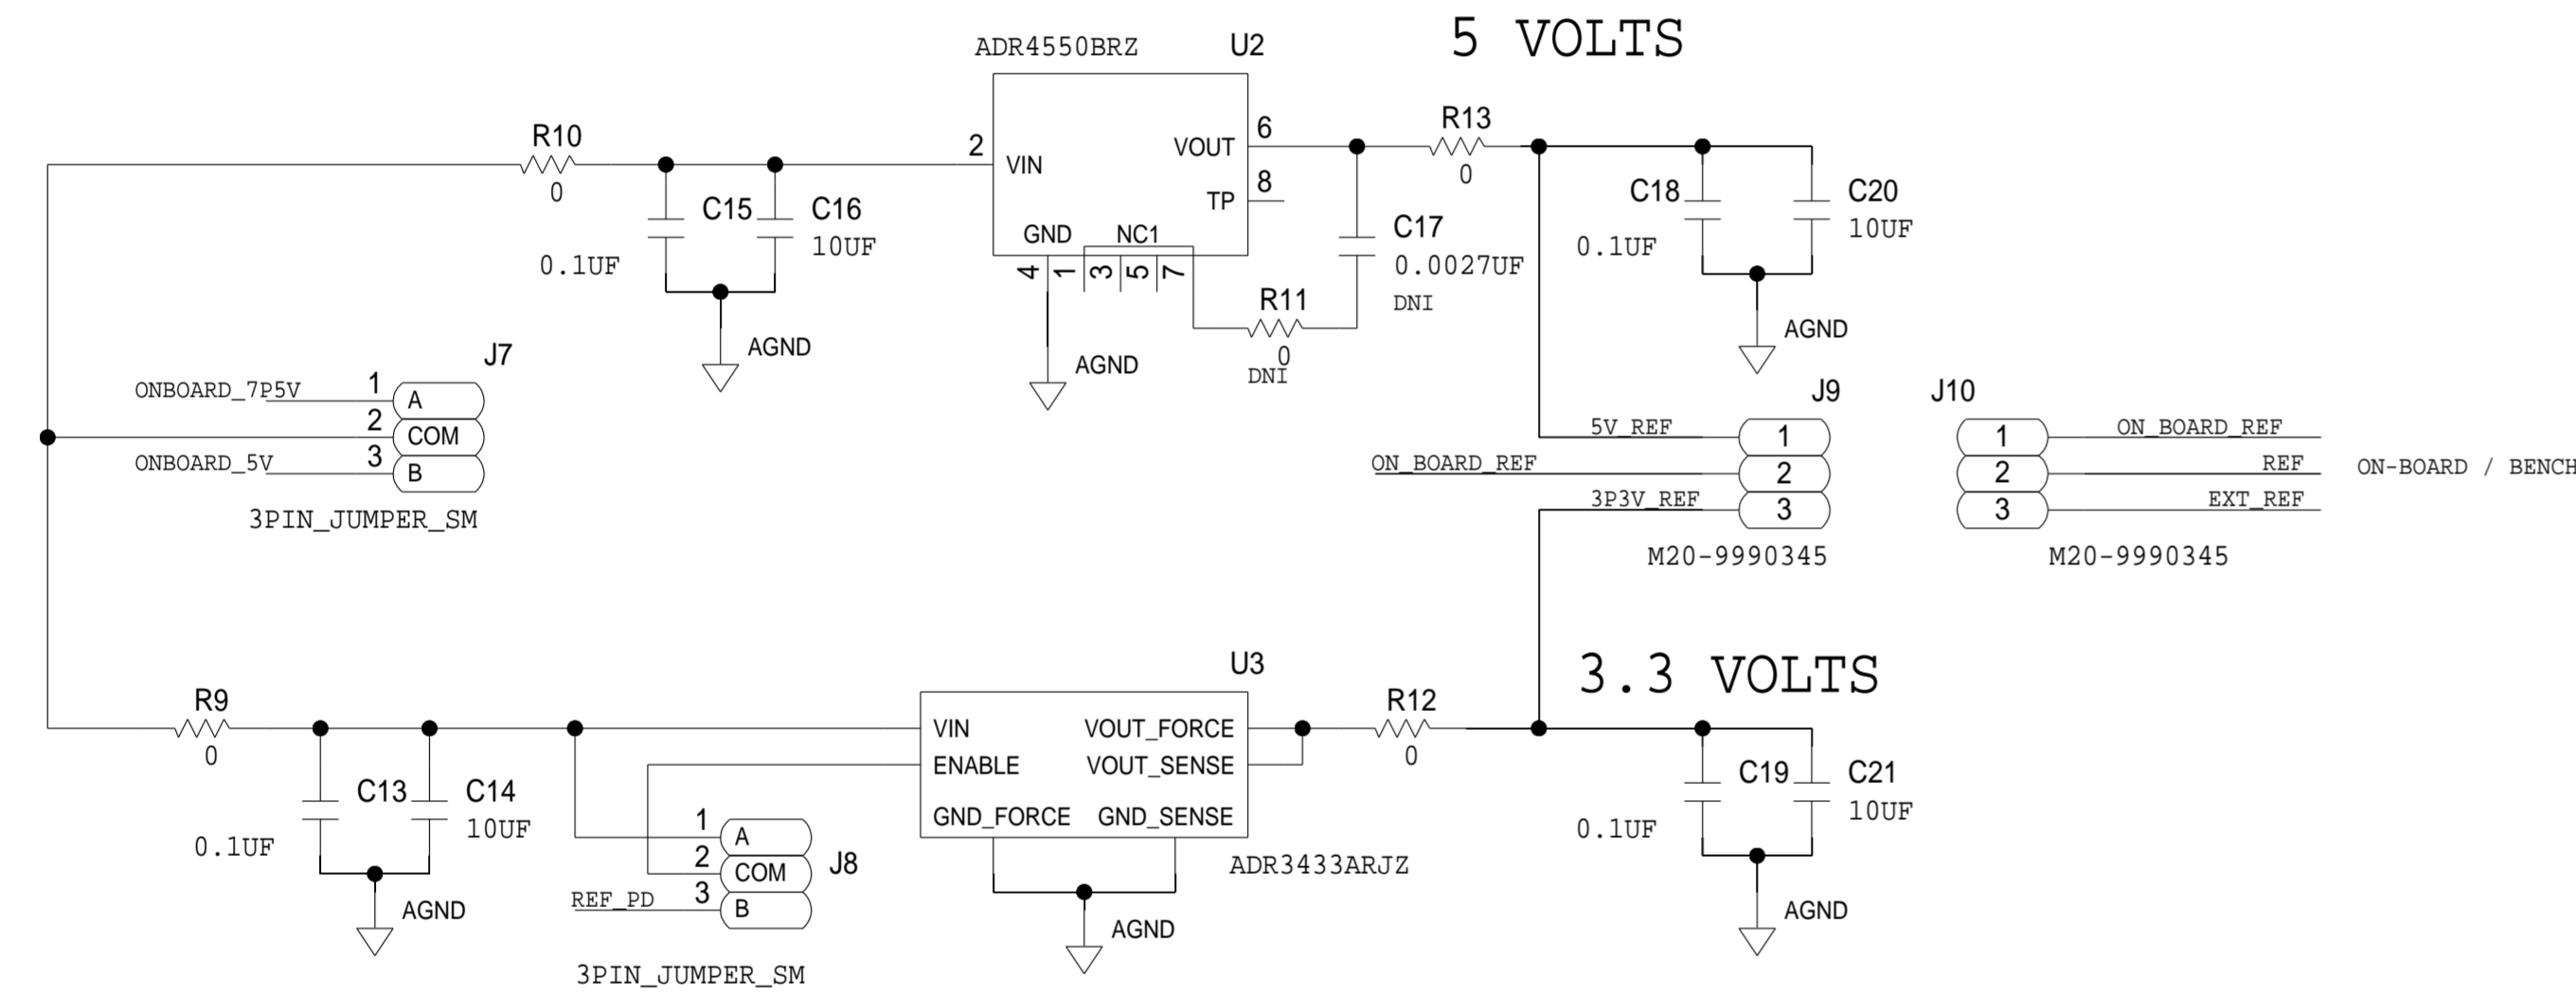 5 VOLTS
ADR4550BRZ
U2
R10
0
2
VIN
VOUT
6
TP
8
GND
NC1
4
1
3
5
7
R13
0
C15
0.1UF
C16
10UF
AGND
AGND
C17
0.0027UF
DNI
R11
0
DNI
C18
0.1UF
C20
10UF
AGND
J7
ONBOARD_7P5V
1
A
2
COM
ONBOARD_5V
3
B
3PIN_JUMPER_SM
J9
5V_REF
1
ON_BOARD_REF
2
3P3V_REF
3
M20-9990345
J10
1
ON_BOARD_REF
2
REF
3
EXT_REF
M20-9990345
ON-BOARD / BENCH
3.3 VOLTS
U3
R9
0
C13
0.1UF
C14
10UF
AGND
VIN
VOUT_FORCE
ENABLE
VOUT_SENSE
GND_FORCE
GND_SENSE
ADR3433ARJZ
AGND
1
A
2
COM
J8
REF_PD
3
B
3PIN_JUMPER_SM
R12
0
C19
0.1UF
C21
10UF
AGND